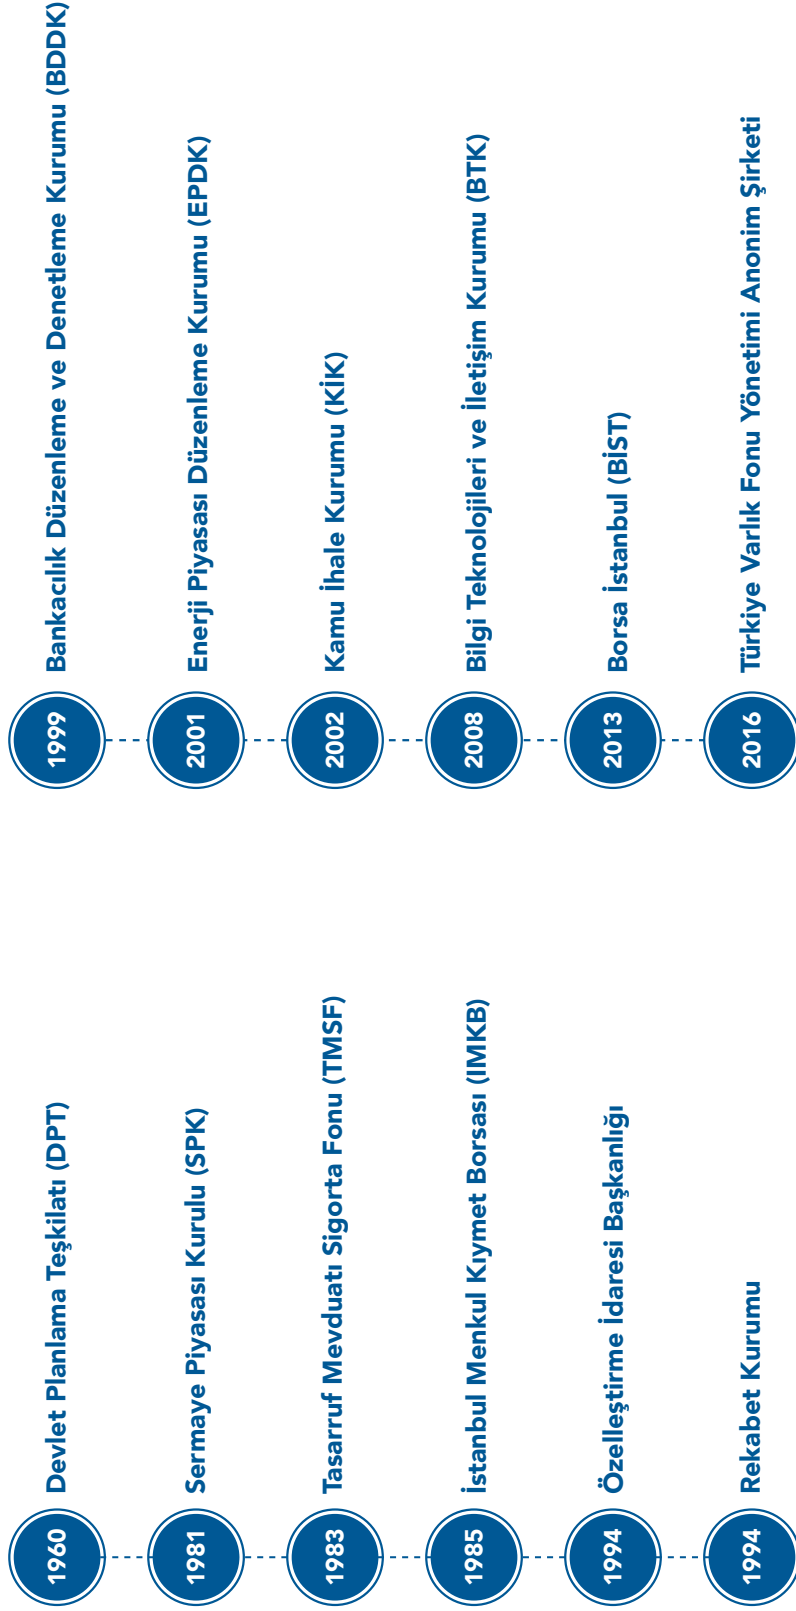 1960 Devlet Planlama Teşkilatı (DPT)
1981 Sermaye Piyasası Kurulu (SPK)
1983 Tasarruf Mevduatı Sigorta Fonu (TMSF)
1985 İstanbul Menkul Kıymet Borsası (IMKB)
1994 Özelleştirme İdaresi Başkanlığı
1994 Rekabet Kurumu
1999 Bankacılık Düzenleme ve Denetleme Kurumu (BDDK)
2001 Enerji Piyasası Düzenleme Kurumu (EPDK)
2002 Kamu İhale Kurumu (KİK)
2008 Bilgi Teknolojileri ve İletişim Kurumu (BTK)
2013 Borsa İstanbul (BİST)
2016 Türkiye Varlık Fonu Yönetimi Anonim Şirketi